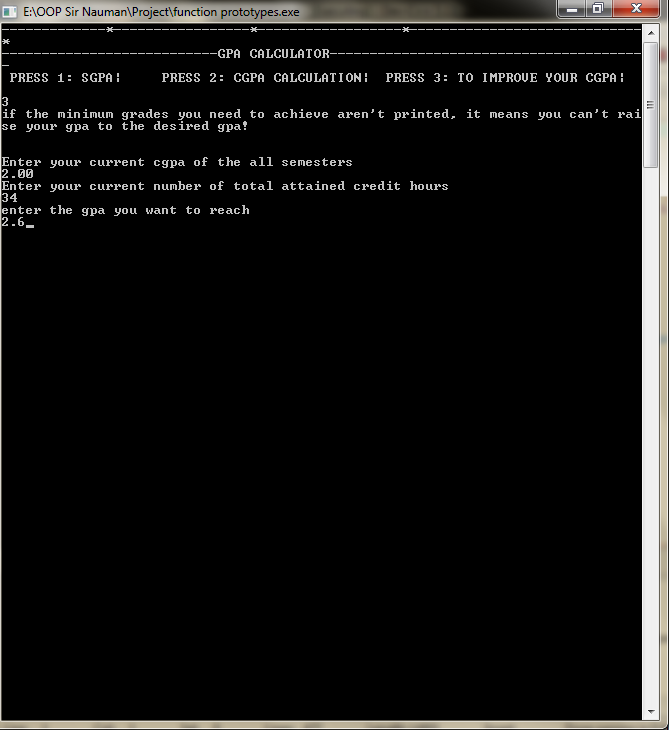 E:\OOP Sir Nauman\Project\function prototypes.exe
-------------*-----------------*------------------*-----------------------------
*
---------------------------GPA CALCULATOR---------------------------------------
-
PRESS 1: SGPA| PRESS 2: CGPA CALCULATION| PRESS 3: TO IMPROVE YOUR CGPA|
3
if the minimum grades you need to achieve aren't printed, it means you can't rai
se your gpa to the desired gpa!
Enter your current cgpa of the all semesters
2.00
Enter your current number of total attained credit hours
34
enter the gpa you want to reach
2.6_